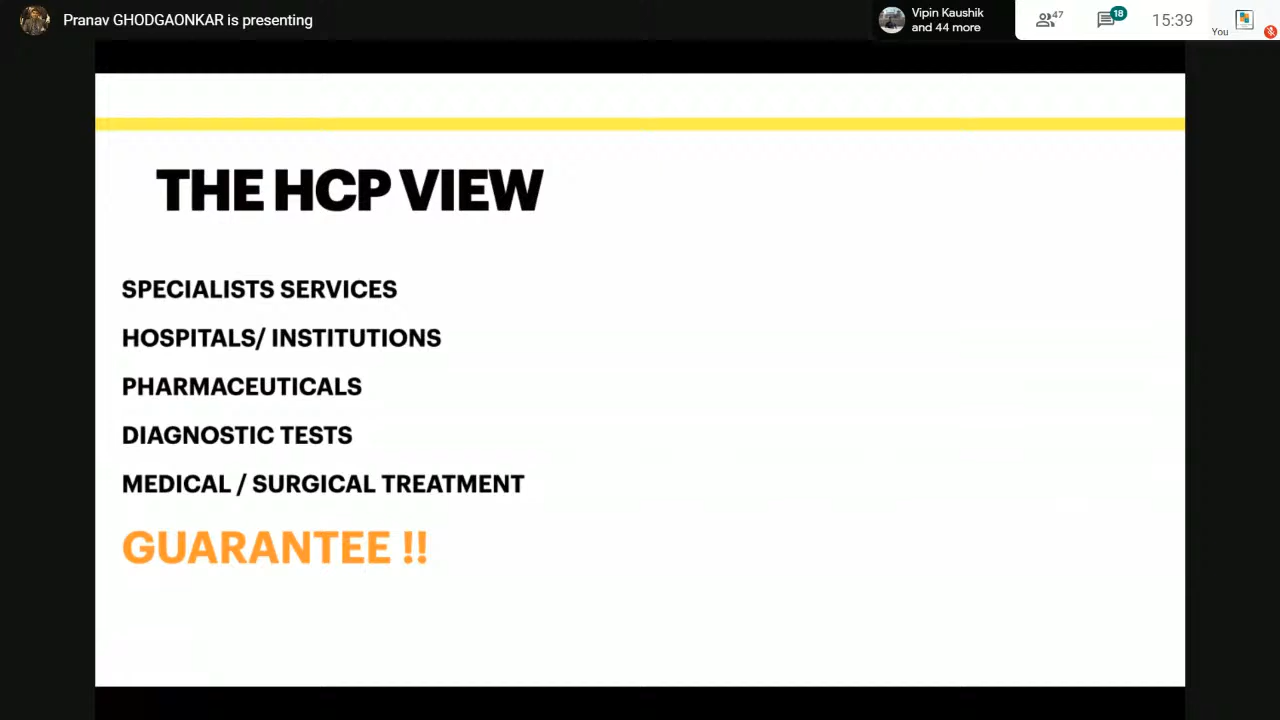 Pranav GHODGAONKAR is presenting
Vipin Kaushik
and 44 more
47
18
15:39
You
THE HCP VIEW
SPECIALISTS SERVICES
HOSPITALS/ INSTITUTIONS
PHARMACEUTICALS
DIAGNOSTIC TESTS
MEDICAL / SURGICAL TREATMENT
GUARANTEE !!